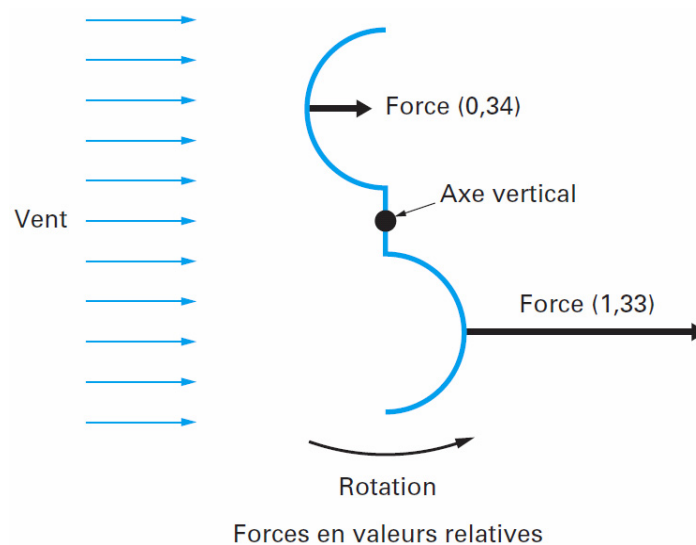 Force (0,34)
Axe vertical
Vent
Force (1,33)
Rotation
Forces en valeurs relatives